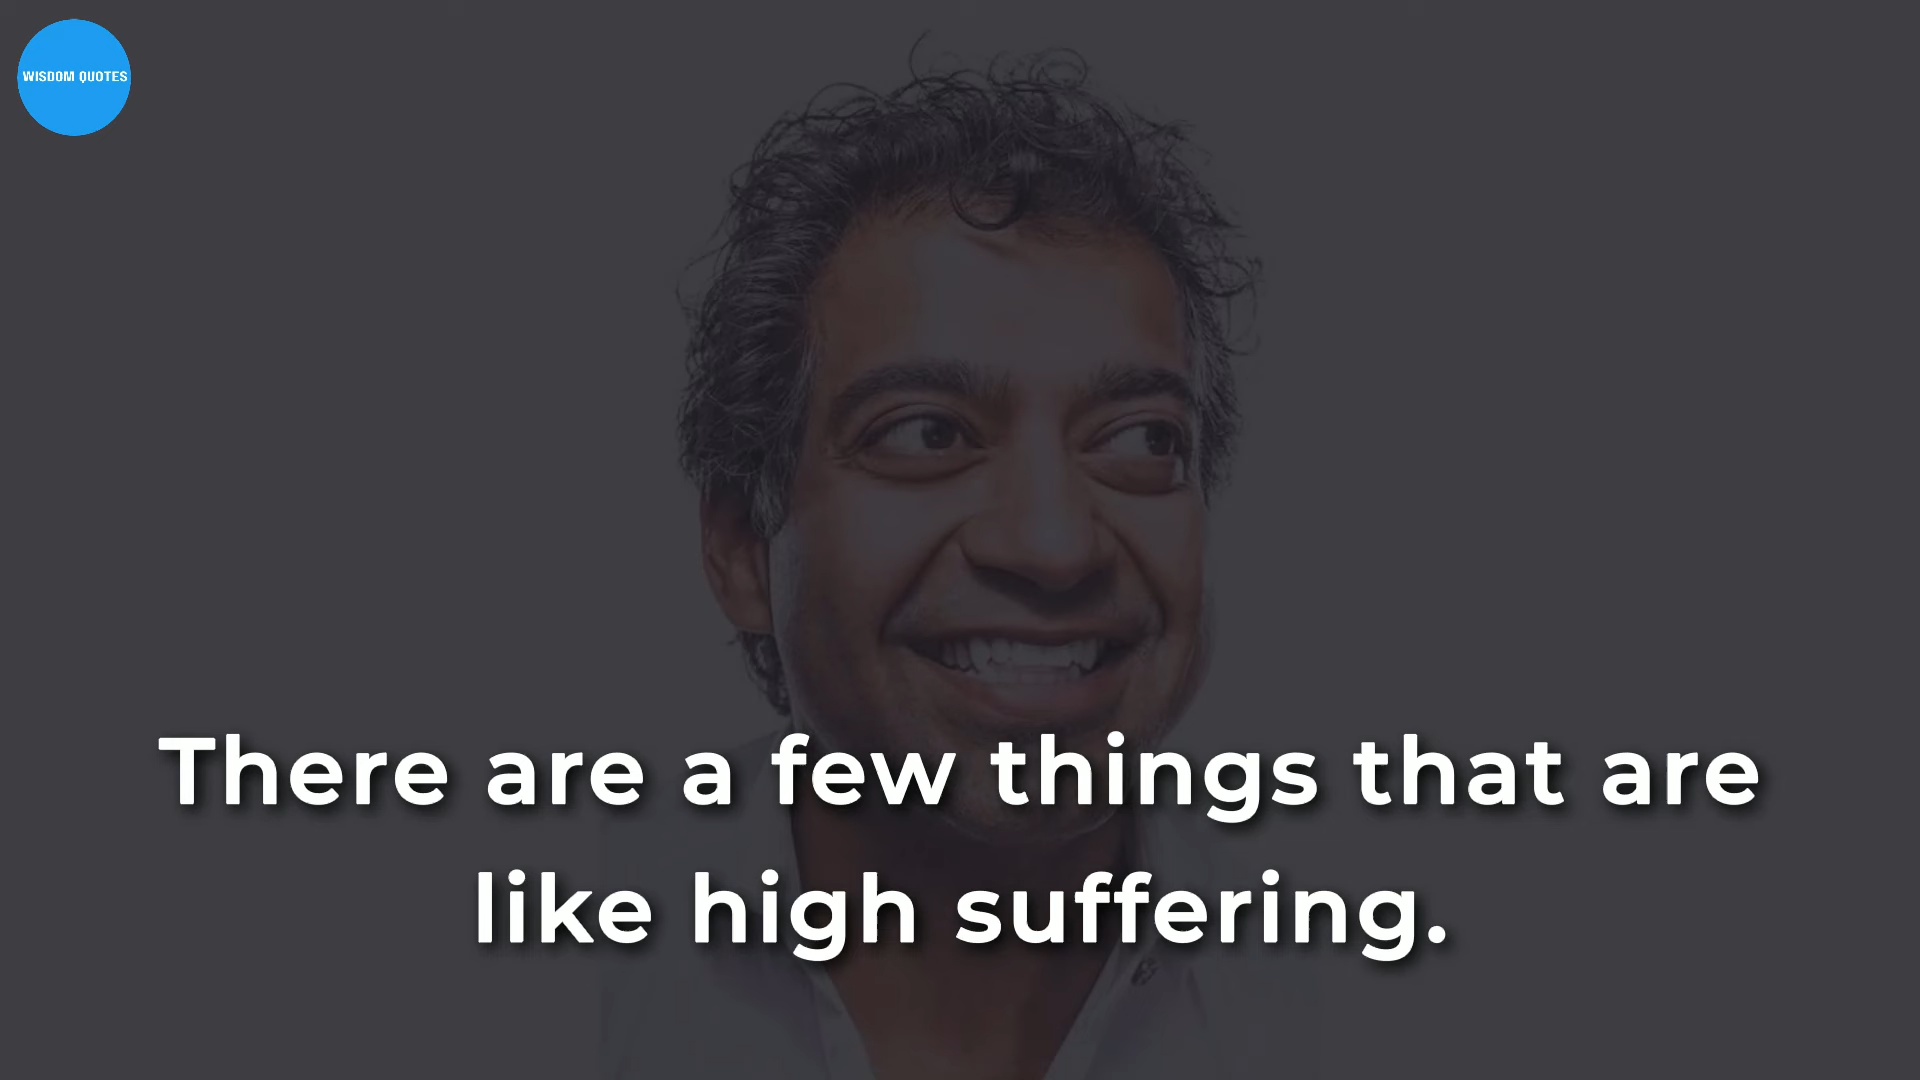 WISDOM QUOTES
There are a few things that are
like high suffering.